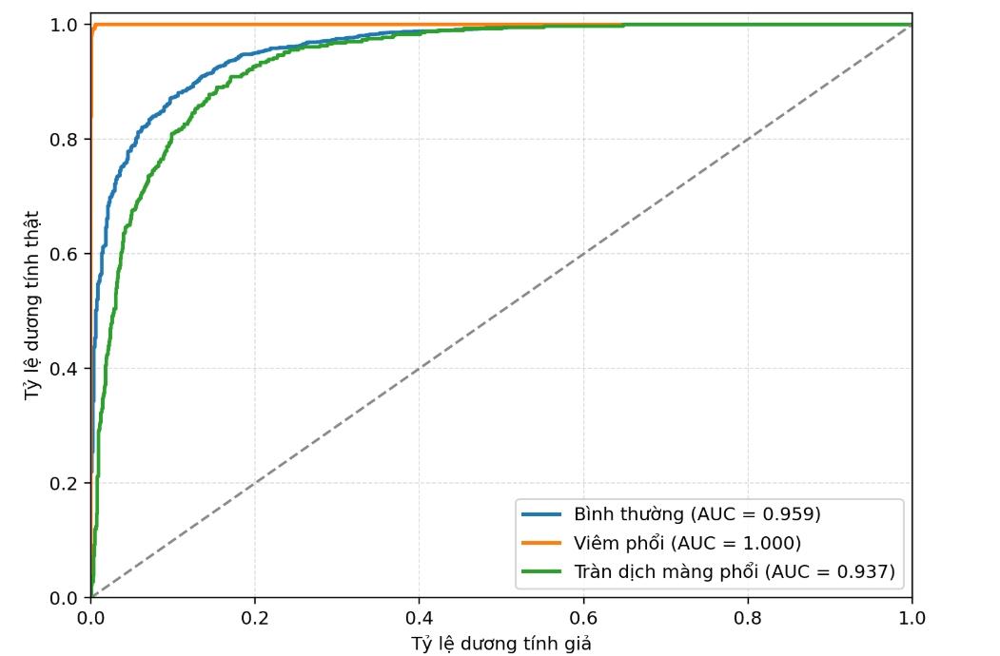 1.0
0.8
0.6
0.4
0.2
0.0
Tỷ lệ dương tính thật
Bình thường (AUC = 0.959)
Viêm phổi (AUC = 1.000)
Tràn dịch màng phổi (AUC = 0.937)
0.0 0.2 0.4 0.6 0.8 1.0
Tỷ lệ dương tính giả